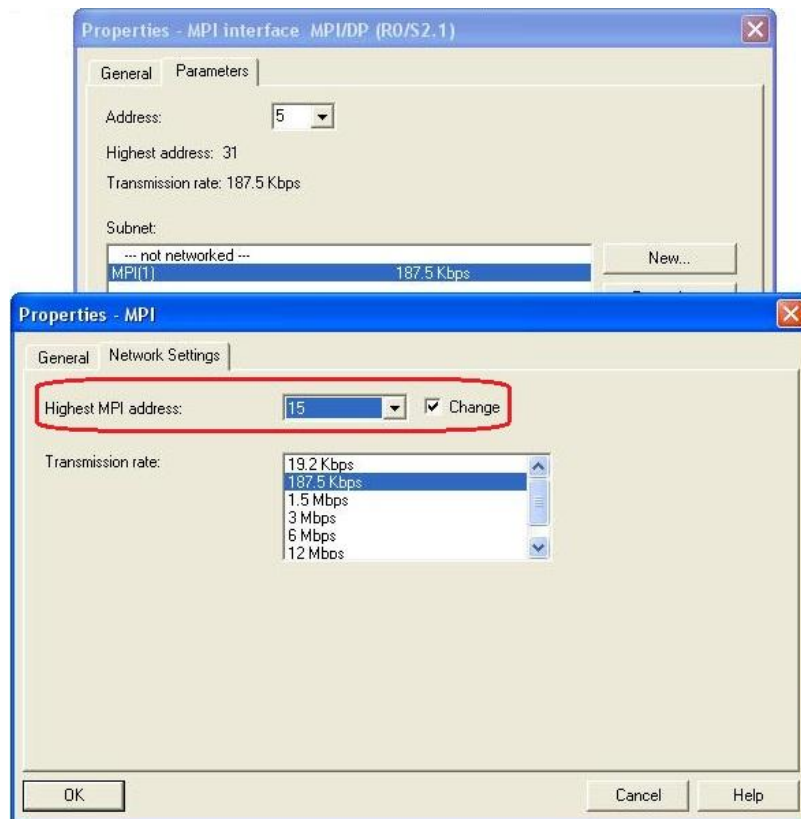 Properties - MPI interface MPI/DP (R0/S2.1)
General Parameters
Address: 5
Highest address: 31
Transmission rate: 187.5 Kbps
Subnet:
--- not networked ---
New...
MPI(1) 187.5 Kbps
Properties - MPI
General Network Settings
Highest MPI address: 15 Change
Transmission rate:
19.2 Kbps
187.5 Kbps
1.5 Mbps
3 Mbps
6 Mbps
12 Mbps
OK Cancel Help